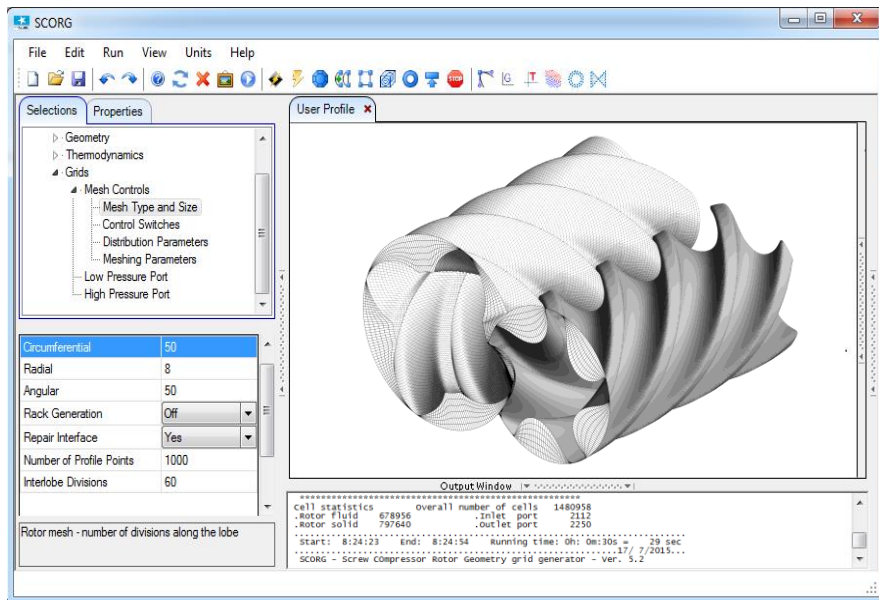 SCORG
File Edit Run View Units Help
Selections Properties
User Profile
Geometry
Thermodynamics
Grids
Mesh Controls
Mesh Type and Size
Control Switches
Distribution Parameters
Meshing Parameters
Low Pressure Port
High Pressure Port
Circumferential 50
Radial 8
Angular 50
Rack Generation Off
Repair Interface Yes
Number of Profile Points 1000
Interlobe Divisions 60
Rotor mesh - number of divisions along the lobe
Output Window
Cell statistics Overall number of cells 1480958
.Rotor fluid 678956 .Inlet port 2112
.Rotor solid 797640 .Outlet port 2250
Start: 8:24:23 End: 8:24:54 Running time: 0h: 0m:30s = 29 sec
17/ 7/2015...
SCORG - Screw COmpressor Rotor Geometry grid generator - Ver. 5.2